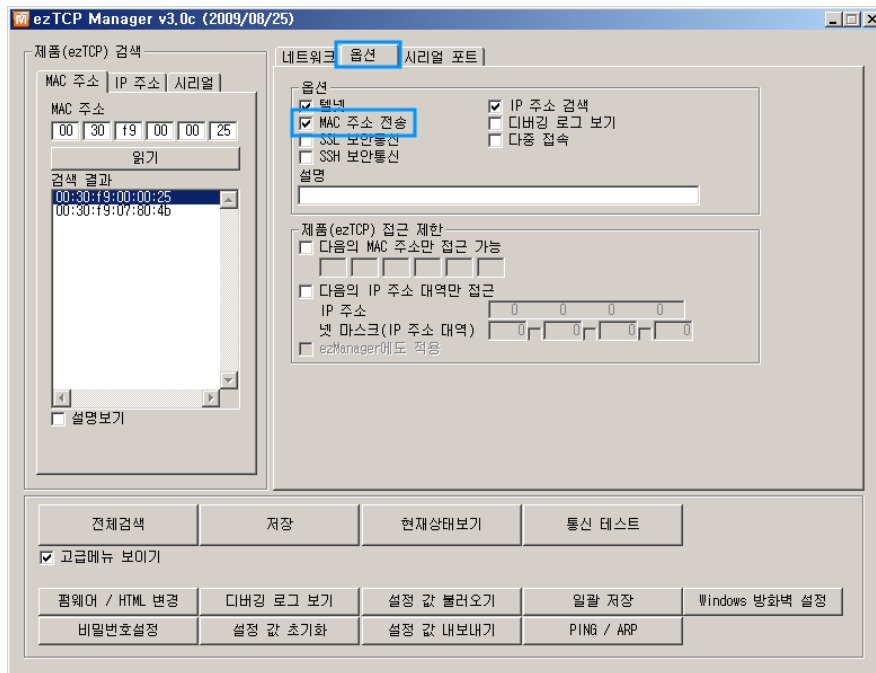 ezTCP Manager v3.0c (2009/08/25)
제품(ezTCP) 검색
MAC 주소 IP 주소 시리얼
MAC 주소
00 30 f9 00 00 25
읽기
검색 결과
00:30:f9:00:00:25
00:30:f9:07:80:4b
설명보기
네트워크 옵션 시리얼 포트
옵션
텔넷 IP 주소 검색
MAC 주소 전송 디버깅 로그 보기
SSL 보안통신 다중 접속
SSH 보안통신
설명
제품(ezTCP) 접근 제한
다음의 MAC 주소만 접근 가능
다음의 IP 주소 대역만 접근
IP 주소 0 0 0 0
넷 마스크(IP 주소 대역) 0 0 0 0
ezManager에도 적용
전체검색 저장 현재상태보기 통신 테스트
고급메뉴 보이기
펌웨어 / HTML 변경 디버깅 로그 보기 설정 값 불러오기 일괄 저장 Windows 방화벽 설정
비밀번호설정 설정 값 초기화 설정 값 내보내기 PING / ARP